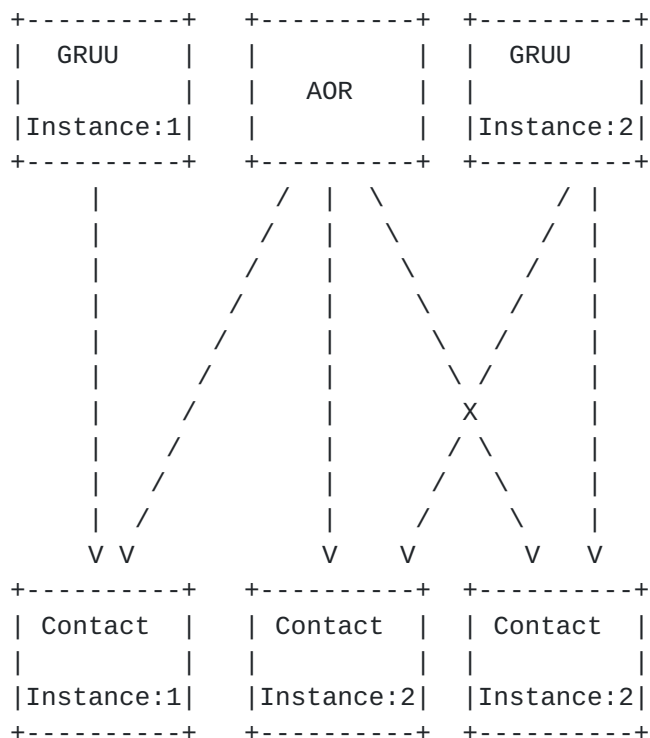 +----------+   +----------+  +----------+
|  GRUU    |   |          |  |  GRUU    |
|          |   |   AOR    |  |          |
|Instance:1|   |          |  |Instance:2|
+----------+   +----------+  +----------+
     |           /  |  \           / |
     |          /   |   \         /  |
     |         /    |    \       /   |
     |        /     |     \     /    |
     |       /      |      \   /     |
     |      /       |       \ /      |
     |     /        |        X       |
     |    /         |       / \      |
     |   /          |      /   \     |
     |  /           |     /     \    |
     V V            V    V       V   V
+----------+   +----------+  +----------+
| Contact  |   | Contact  |  | Contact  |
|          |   |          |  |          |
|Instance:1|   |Instance:2|  |Instance:2|
+----------+   +----------+  +----------+